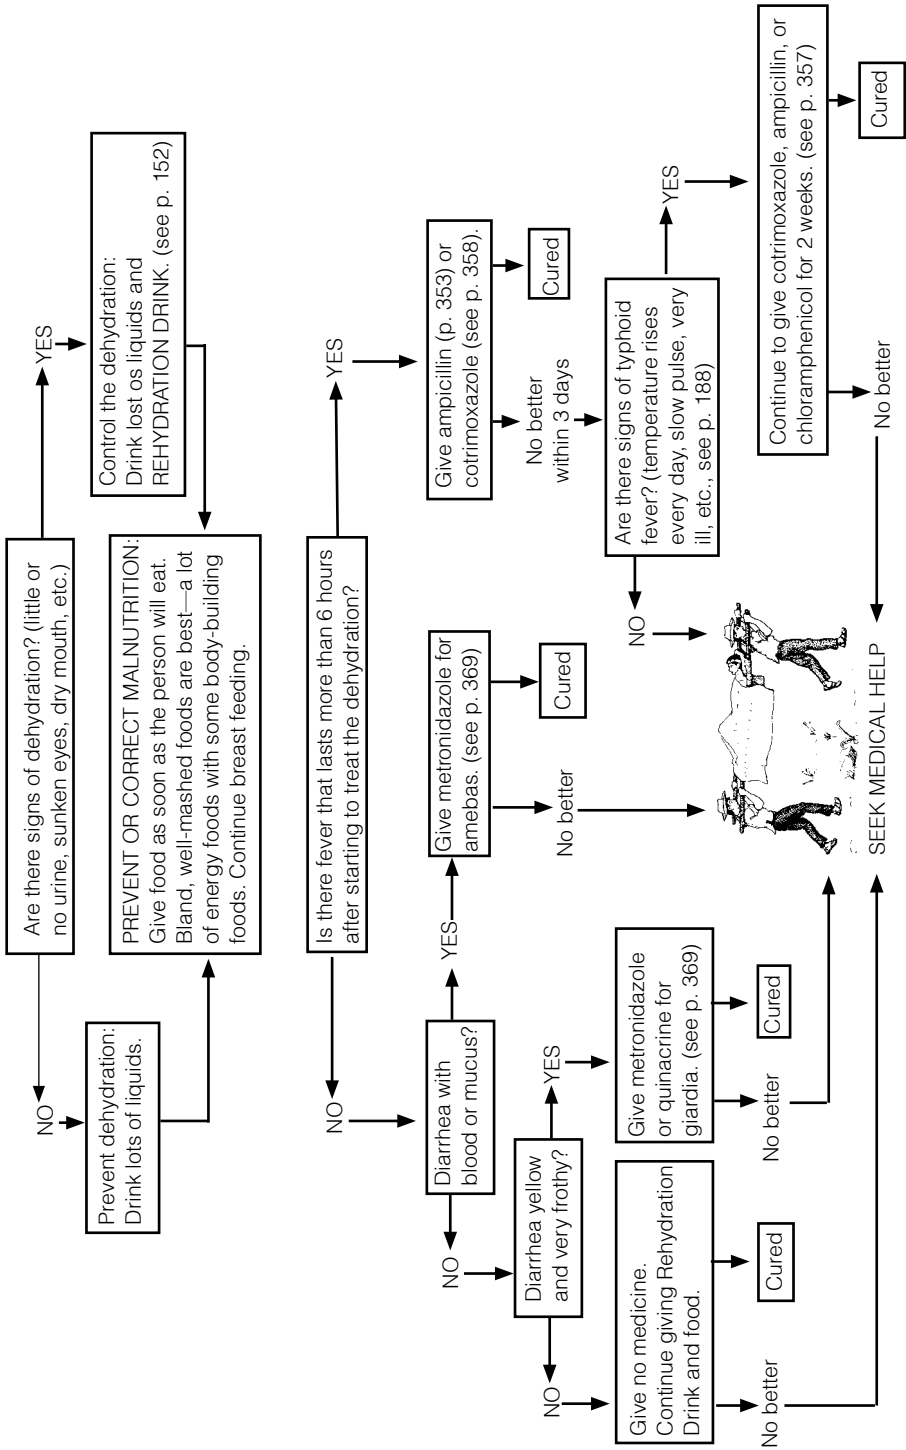 Are there signs of dehydration? (little or
no urine, sunken eyes, dry mouth, etc.)
NO
YES
Prevent dehydration:
Drink lots of liquids.
Control the dehydration:
Drink lost os liquids and
REHYDRATION DRINK. (see p. 152)
PREVENT OR CORRECT MALNUTRITION:
Give food as soon as the person will eat.
Bland, well-mashed foods are best—a lot
of energy foods with some body-building
foods. Continue breast feeding.
Is there fever that lasts more than 6 hours
after starting to treat the dehydration?
NO
YES
Diarrhea with
blood or mucus?
YES
Give metronidazole for
amebas. (see p. 369)
No better
Cured
Give ampicillin (p. 353) or
cotrimoxazole (see p. 358).
No better
within 3 days
Cured
NO
Diarrhea yellow
and very frothy?
YES
NO
Give no medicine.
Continue giving Rehydration
Drink and food.
No better
Cured
Give metronidazole
or quinacrine for
giardia. (see p. 369)
No better
Cured
Are there signs of typhoid
fever? (temperature rises
every day, slow pulse, very
ill, etc., see p. 188)
NO
YES
Continue to give cotrimoxazole, ampicillin, or
chloramphenicol for 2 weeks. (see p. 357)
No better
Cured
SEEK MEDICAL HELP